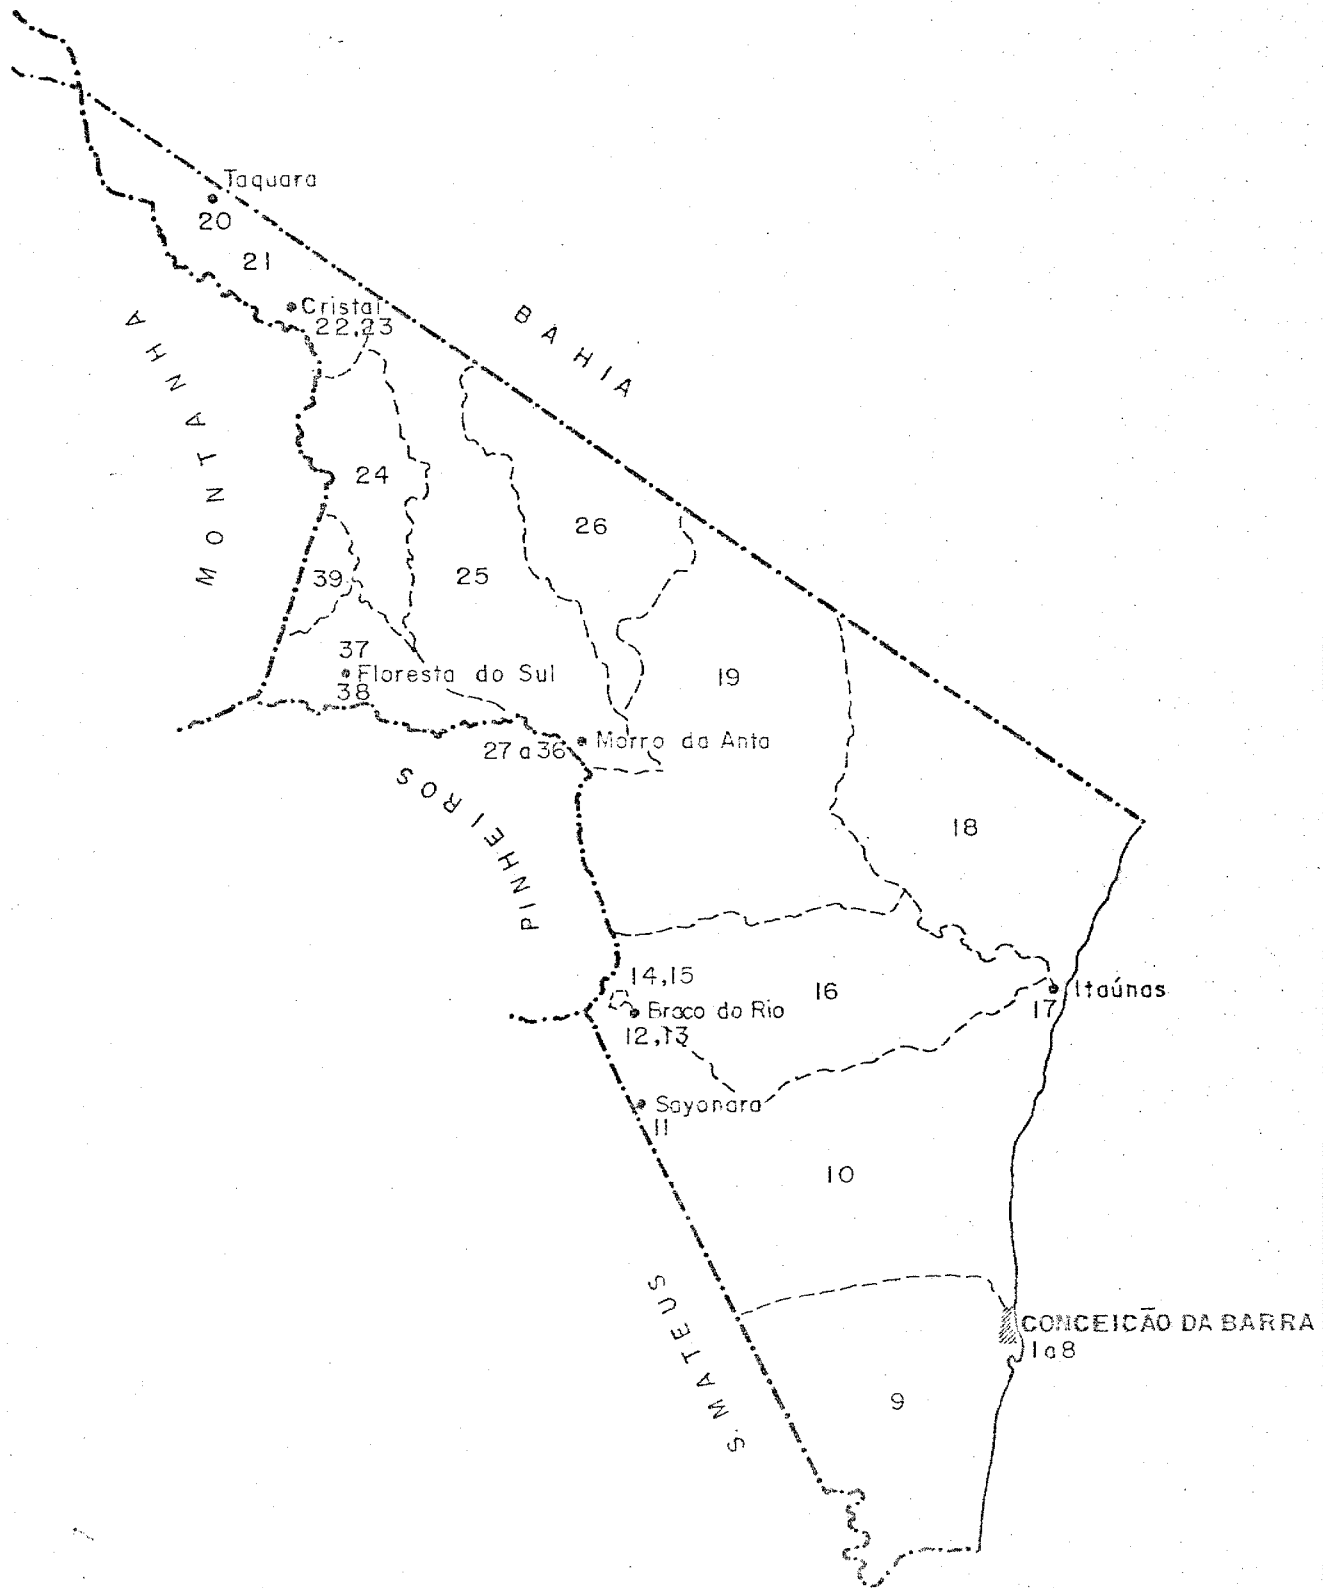 Taquara
20
21
Cristal
22,23
BAHIA
MONTANHA
24
26
39
25
37
Floresta do Sul
38
19
Morro da Anta
27 a 36
PINHEIROS
18
14,15
16
Itaúnas
17
Braco do Rio
12,13
Sayonara
11
10
S. MATEUS
CONCEICÃO DA BARRA
1 a 8
9